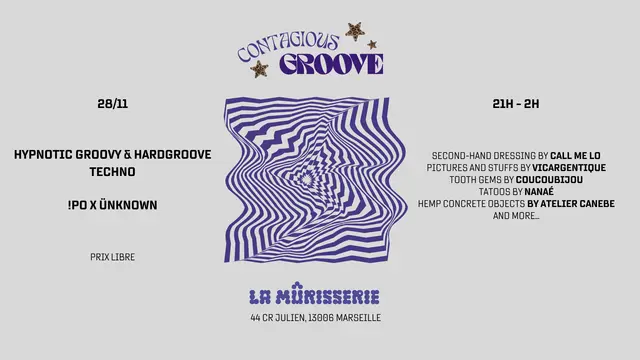 CONTAGIOUS
GROOVE
28/11
HYPNOTIC GROOVY & HARDGROOVE
TECHNO
!PO X ÜNKNOWN
PRIX LIBRE
21H - 2H
SECOND-HAND DRESSING BY CALL ME LO
PICTURES AND STUFFS BY VICARGENTIQUE
TOOTH GEMS BY COUCOUBIJOU
TATOOS BY NANAÉ
HEMP CONCRETE OBJECTS BY ATELIER CANEBE
AND MORE...
LA MÛRISSERIE
44 CR JULIEN, 13006 MARSEILLE